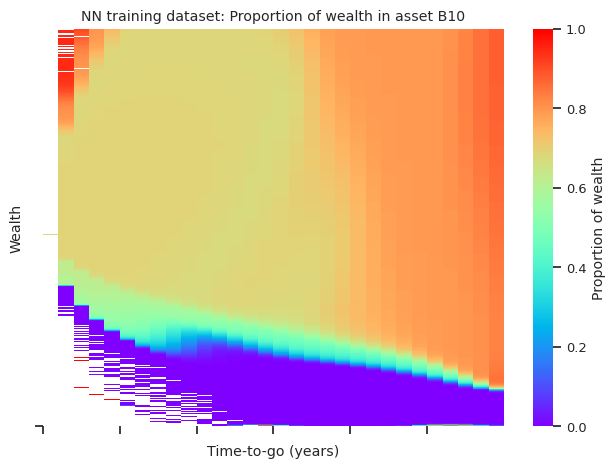 NN training dataset: Proportion of wealth in asset B10
1.0
0.8
0.6
0.4
0.2
0.0
Proportion of wealth
Wealth
Time-to-go (years)